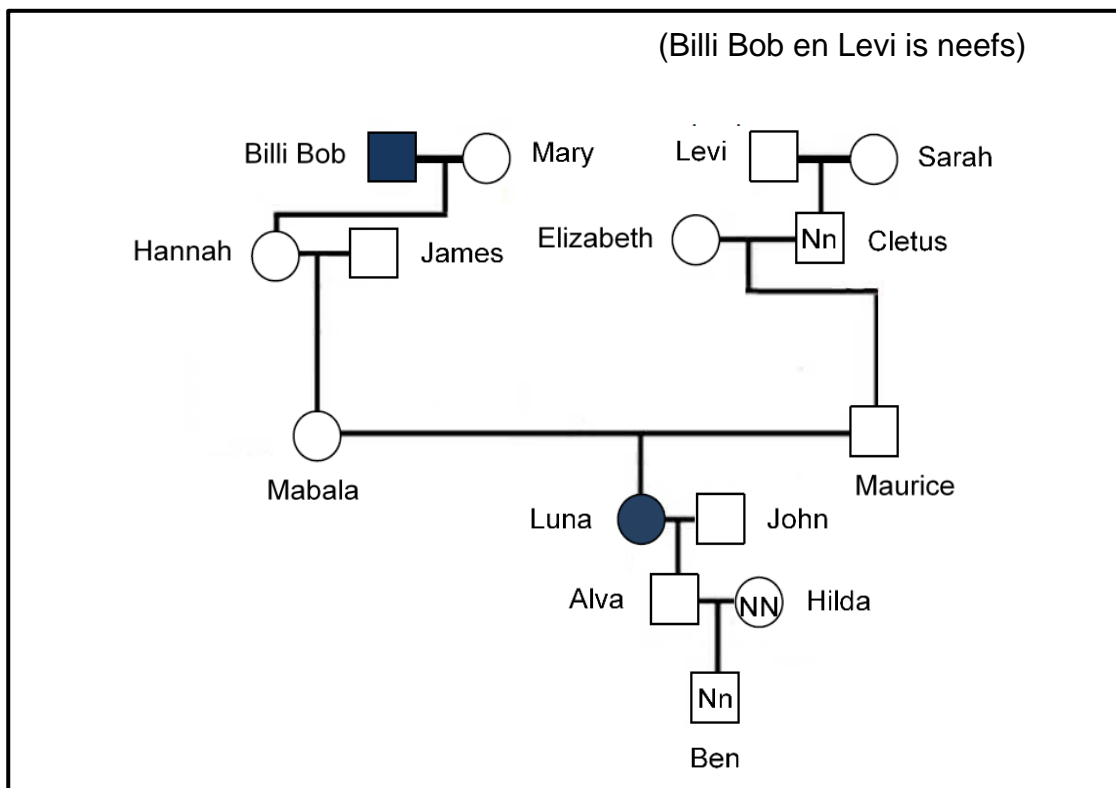 (Billi Bob en Levi is neefs)
Billi Bob Mary Levi Sarah
Hannah James Elizabeth Nn Cletus
Mabala Maurice
Luna John
Alva NN Hilda
Nn
Ben